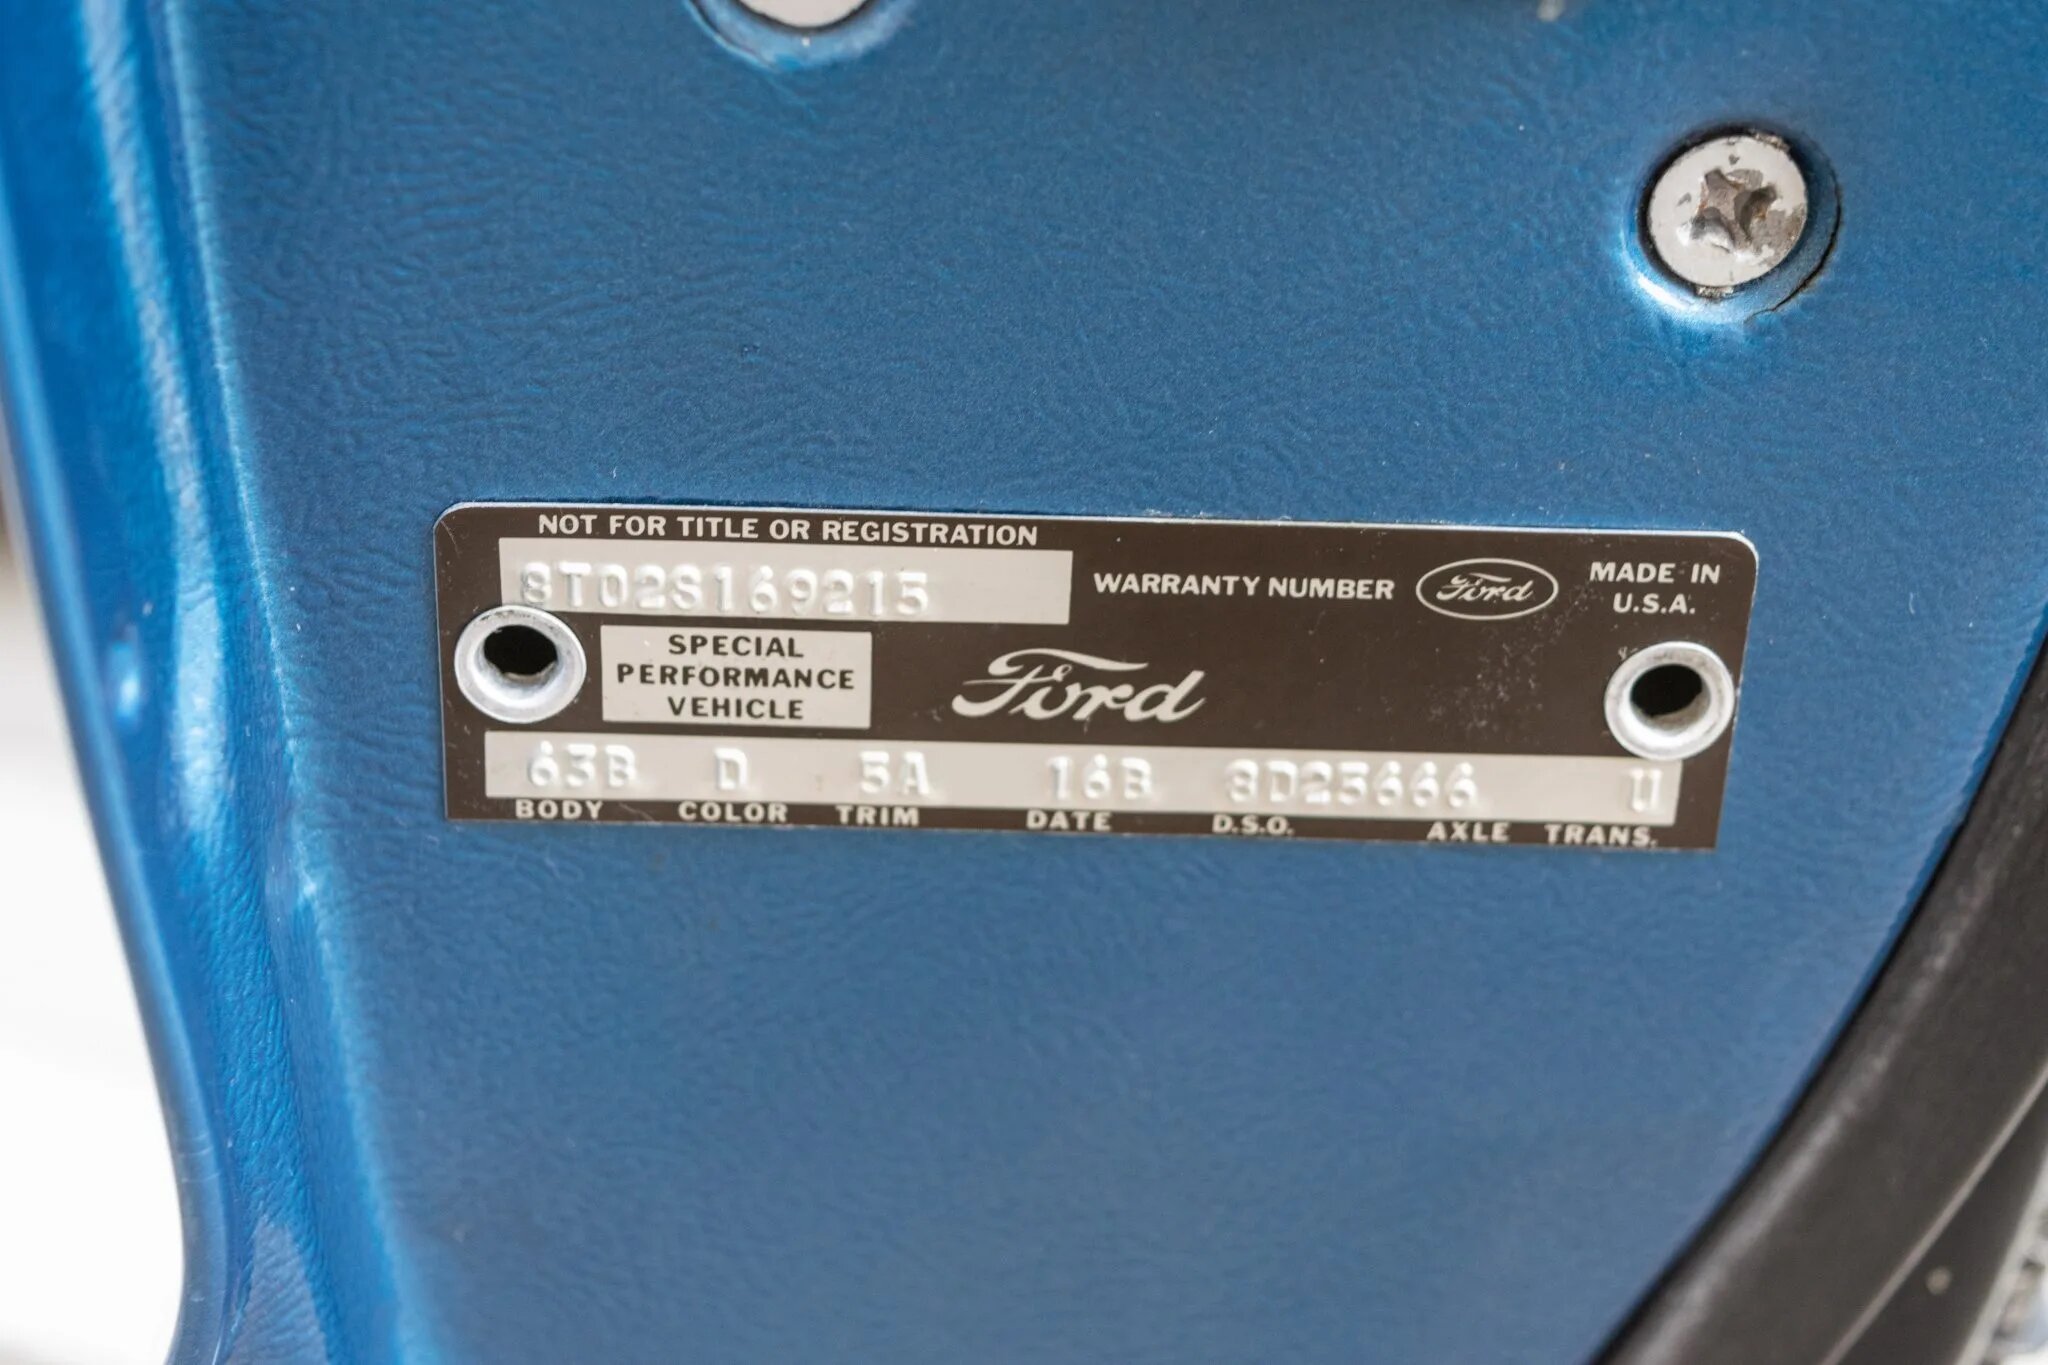 NOT FOR TITLE OR REGISTRATION
8T02S169215
WARRANTY NUMBER
Ford
MADE IN
U.S.A.
SPECIAL
PERFORMANCE
VEHICLE
Ford
63B D 5A 16B 8D25666 U
BODY COLOR TRIM DATE D.S.O. AXLE TRANS.